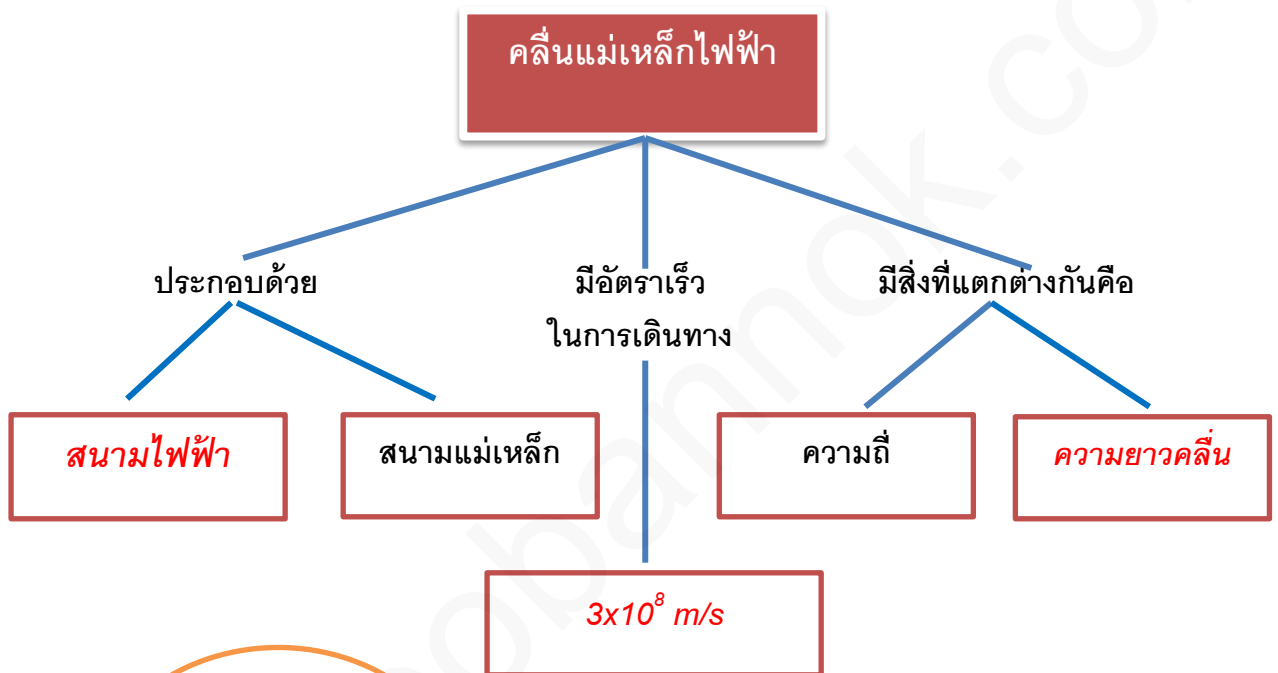 คลื่นแม่เหล็กไฟฟ้า
ประกอบด้วย
มีอัตราเร็ว
ในการเดินทาง
มีสิ่งที่แตกต่างกันคือ
สนามไฟฟ้า
สนามแม่เหล็ก
ความถี่
ความยาวคลื่น
3x10⁸ m/s